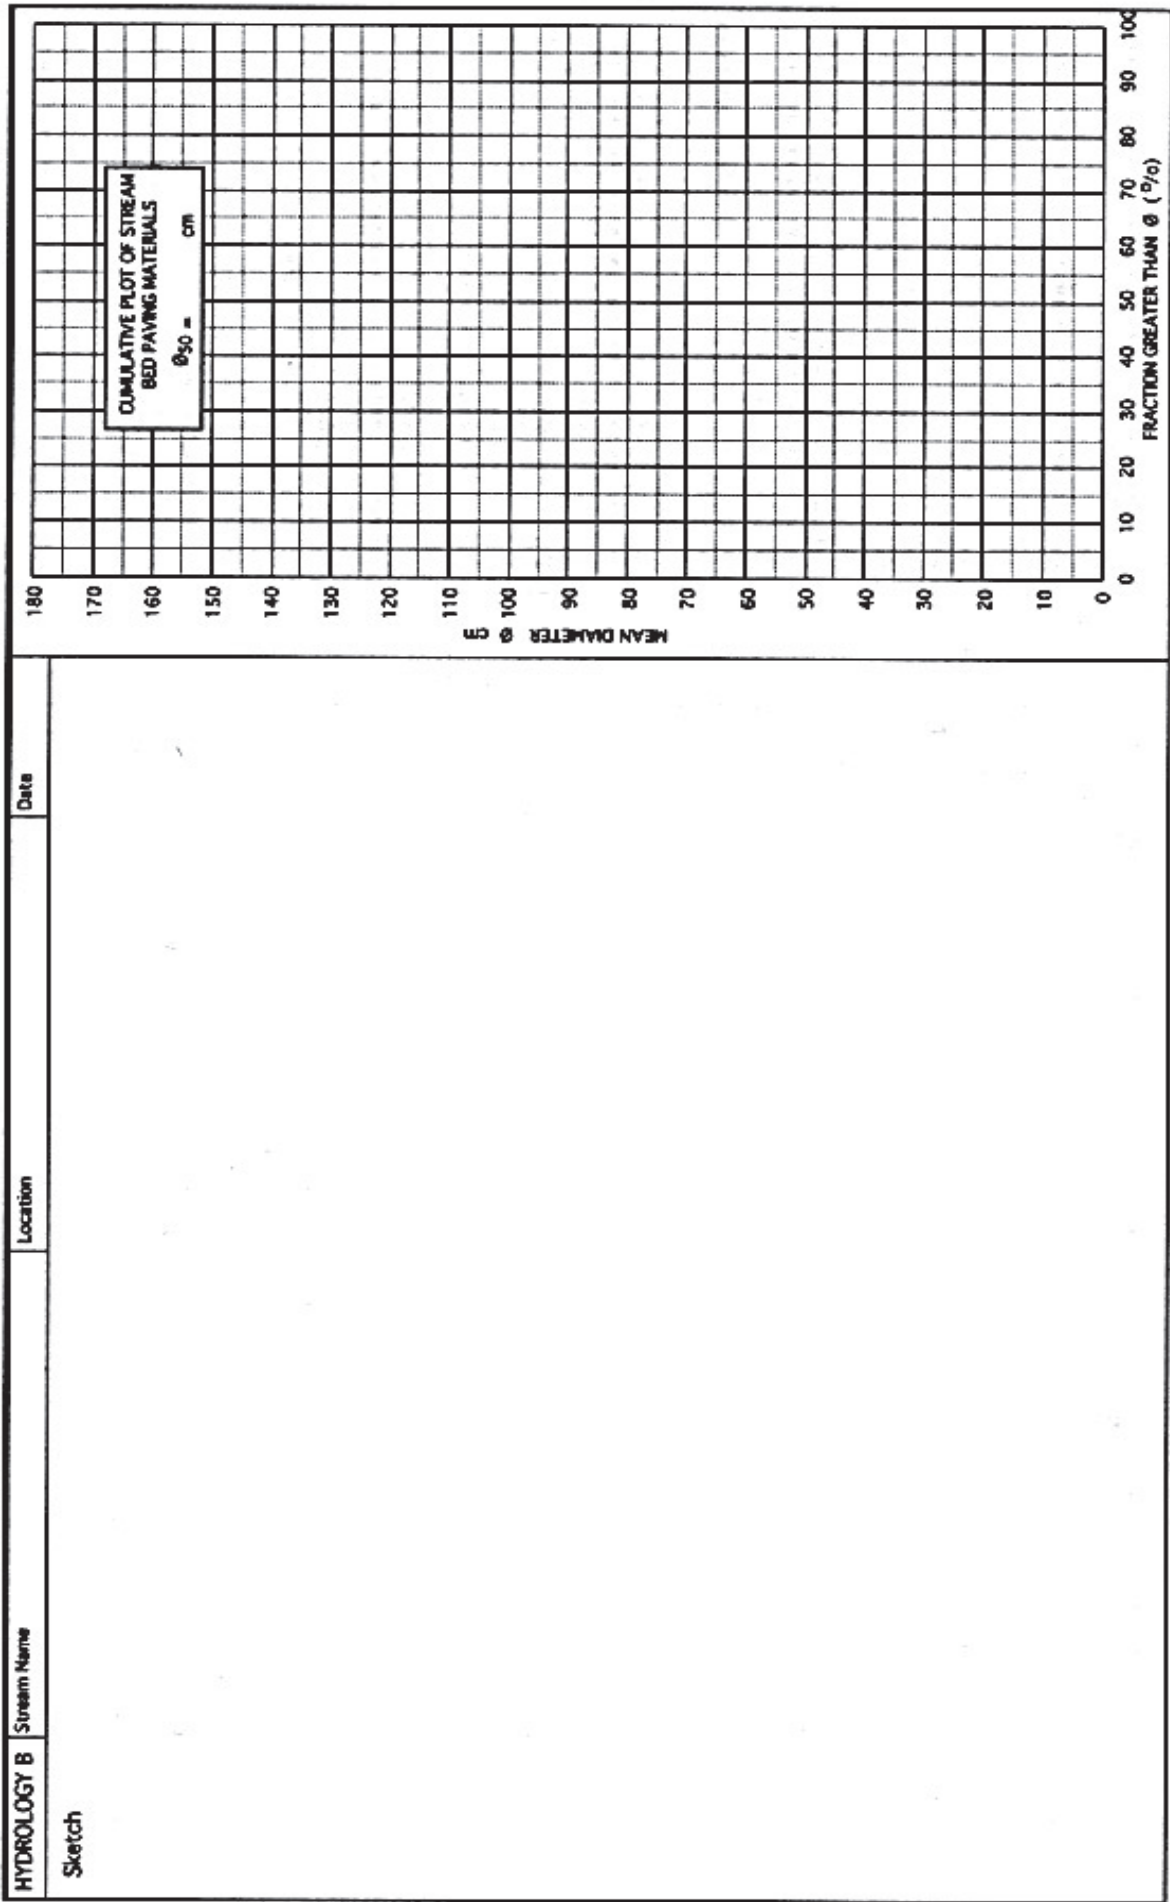 HYDROLOGY B
Stream Name
Location
Date
Sketch
CUMULATIVE PLOT OF STREAM
BED PAVING MATERIALS
Ø50 = cm
180
170
160
150
140
130
120
110
100
90
80
70
60
50
40
30
20
10
0
MEAN DIAMETER Ø cm
0 10 20 30 40 50 60 70 80 90 100
FRACTION GREATER THAN Ø (%)